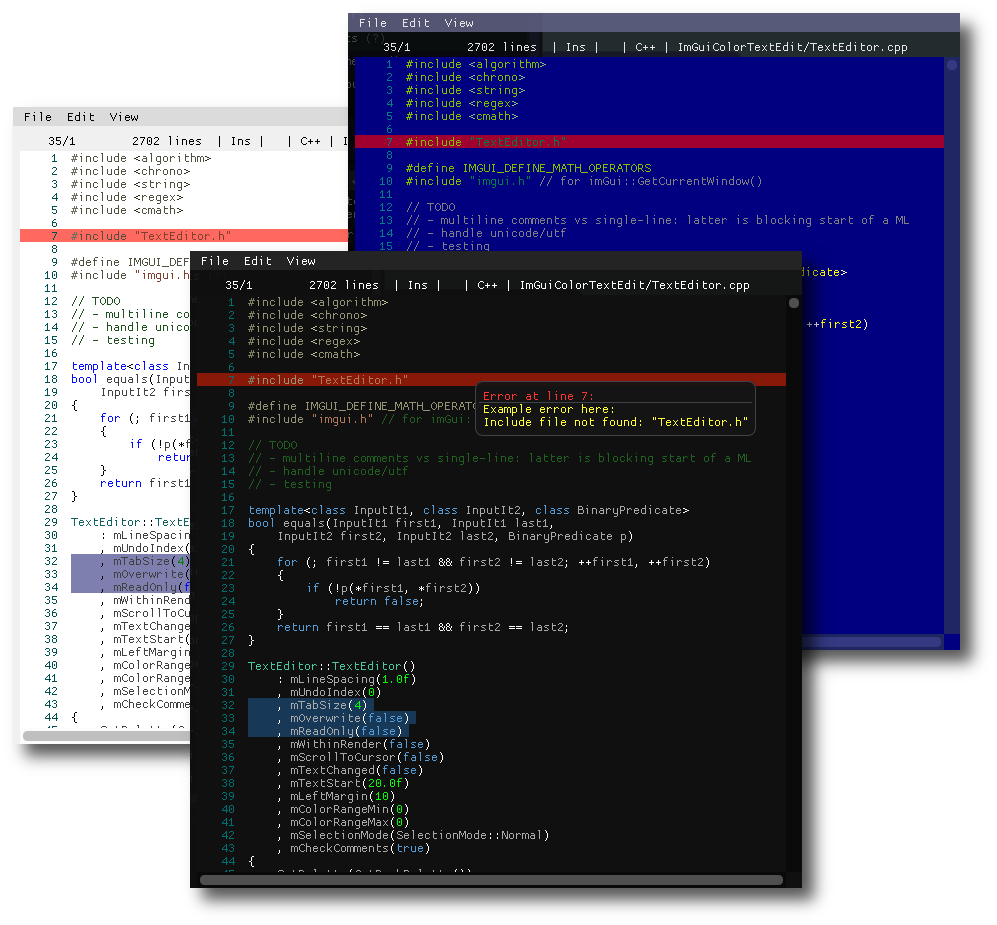 File Edit View
ts (?)
35/1 2702 lines | Ins | | C++ | ImGuiColorTextEdit/TextEditor.cpp
1 #include <algorithm>
2 #include <chrono>
3 #include <string>
4 #include <regex>
5 #include <cmath>
6
7 #include "TextEditor.h"
8
9 #define IMGUI_DEFINE_MATH_OPERATORS
10 #include "imgui.h" // for imGui::GetCurrentWindow()
11
12 // TODO
13 // - multiline comments vs single-line: latter is blocking start of a ML
14 // - handle unicode/utf
15 // - testing
icate>
++first2)
File Edit View
35/1 2702 lines | Ins | | C++ | I
1 #include <algorithm>
2 #include <chrono>
3 #include <string>
4 #include <regex>
5 #include <cmath>
6
7 #include "TextEditor.h"
8
9 #define IMGUI_DEF
10 #include "imgui.h
11
12 // TODO
13 // - multiline co
14 // - handle unico
15 // - testing
16
17 template<class Inp
18 bool equals(Input
19 InputIt2 firs
20 {
21 for (; first1
22 {
23 if (!p(*f
24 retur
25 }
26 return first1
27 }
28
29 TextEditor::TextE
30 : mLineSpacing
31 , mUndoIndex(
32 , mTabSize(4)
33 , mOverwrite(
34 , mReadOnly(f
35 , mWithinRend
36 , mScrollToCu
37 , mTextChange
38 , mTextStart(
39 , mLeftMargin
40 , mColorRange
41 , mColorRange
42 , mSelectionM
43 , mCheckComme
44 {
File Edit View
35/1 2702 lines | Ins | | C++ | ImGuiColorTextEdit/TextEditor.cpp
1 #include <algorithm>
2 #include <chrono>
3 #include <string>
4 #include <regex>
5 #include <cmath>
6
7 #include "TextEditor.h"
8
Error at line 7:
Example error here:
Include file not found: "TextEditor.h"
9 #define IMGUI_DEFINE_MATH_OPERATO
10 #include "imgui.h" // for imGui:
11
12 // TODO
13 // - multiline comments vs single-line: latter is blocking start of a ML
14 // - handle unicode/utf
15 // - testing
16
17 template<class InputIt1, class InputIt2, class BinaryPredicate>
18 bool equals(InputIt1 first1, InputIt1 last1,
19 InputIt2 first2, InputIt2 last2, BinaryPredicate p)
20 {
21 for (; first1 != last1 && first2 != last2; ++first1, ++first2)
22 {
23 if (!p(*first1, *first2))
24 return false;
25 }
26 return first1 == last1 && first2 == last2;
27 }
28
29 TextEditor::TextEditor()
30 : mLineSpacing(1.0f)
31 , mUndoIndex(0)
32 , mTabSize(4)
33 , mOverwrite(false)
34 , mReadOnly(false)
35 , mWithinRender(false)
36 , mScrollToCursor(false)
37 , mTextChanged(false)
38 , mTextStart(20.0f)
39 , mLeftMargin(10)
40 , mColorRangeMin(0)
41 , mColorRangeMax(0)
42 , mSelectionMode(SelectionMode::Normal)
43 , mCheckComments(true)
44 {